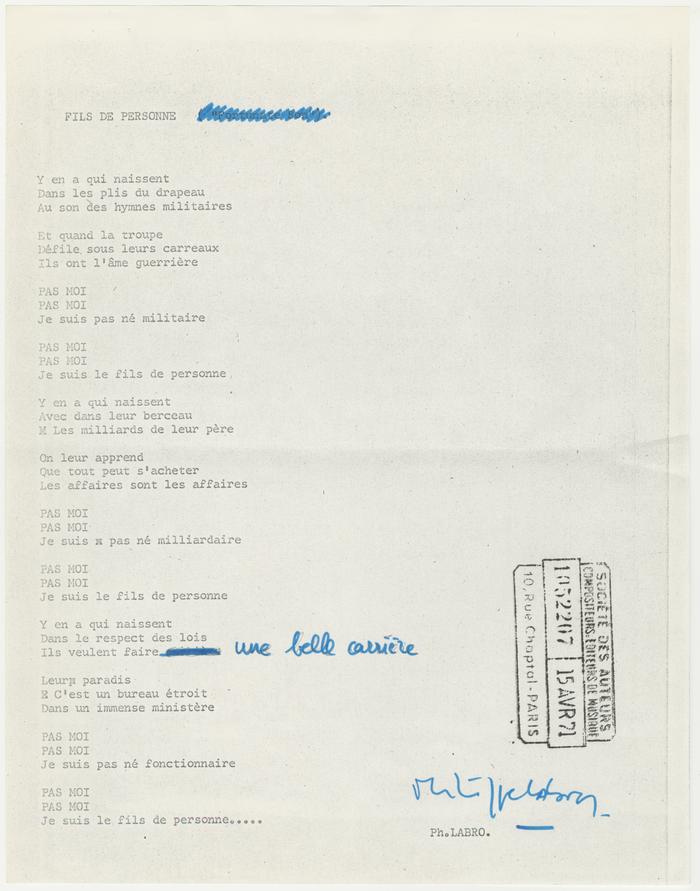 FILS DE PERSONNE
Y en a qui naissent
Dans les plis du drapeau
Au son des hymnes militaires
Et quand la troupe
Défile sous leurs carreaux
Ils ont l'âme guerrière
PAS MOI
PAS MOI
Je suis pas né militaire
PAS MOI
PAS MOI
Je suis le fils de personne
Y en a qui naissent
Avec dans leur berceau
Les milliards de leur père
On leur apprend
Que tout peut s'acheter
Les affaires sont les affaires
PAS MOI
PAS MOI
Je suis pas né milliardaire
PAS MOI
PAS MOI
Je suis le fils de personne
Y en a qui naissent
Dans le respect des lois
Ils veulent faire une belle carrière
Leur paradis
C'est un bureau étroit
Dans un immense ministère
PAS MOI
PAS MOI
Je suis pas né fonctionnaire
PAS MOI
PAS MOI
Je suis le fils de personne.....
Ph.LABRO.
SOCIÉTÉ DES AUTEURS
COMPOSITEURS-EDITEURS DE MUSIQUE
1052207 15 AVR 71
10, Rue Chaptal - PARIS